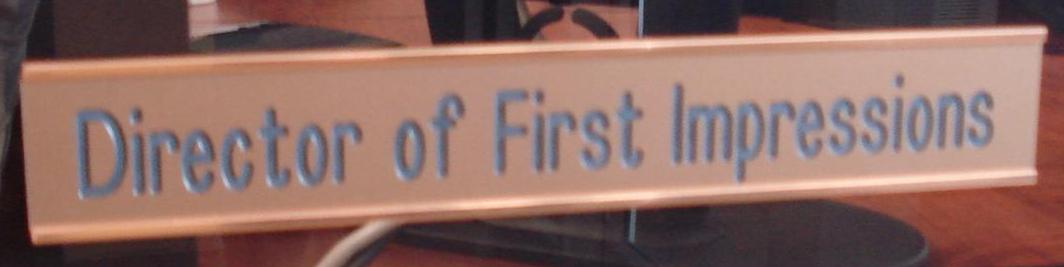 Director of First Impressions